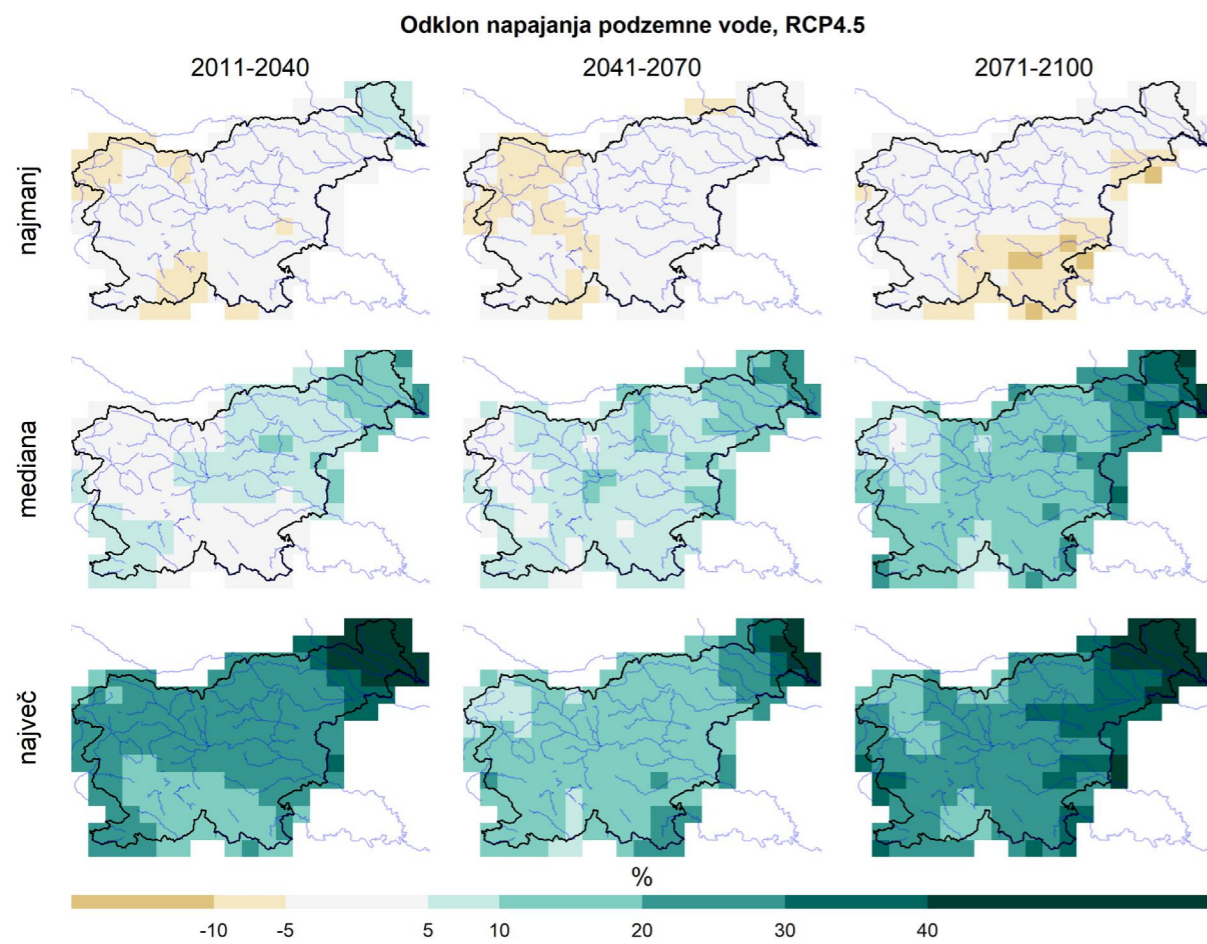 Odklon napajanja podzemne vode, RCP4.5
2011-2040 2041-2070 2071-2100
najmanj
mediana
največ
%
-10 -5 5 10 20 30 40